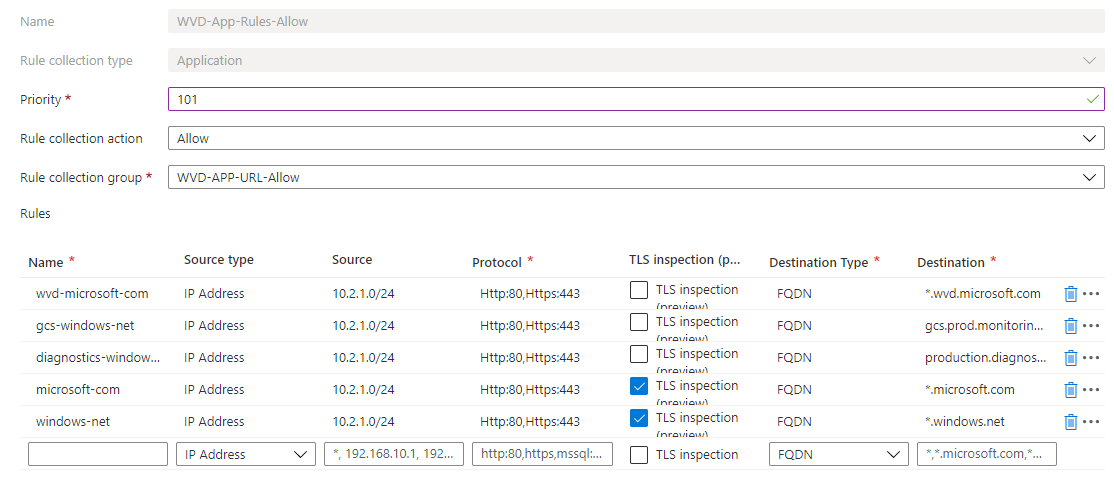 Name WVD-App-Rules-Allow
Rule collection type Application
Priority * 101
Rule collection action Allow
Rule collection group * WVD-APP-URL-Allow
Rules
Name * Source type Source Protocol * TLS inspection (p... Destination Type * Destination *
wvd-microsoft-com IP Address 10.2.1.0/24 Http:80,Https:443 TLS inspection (preview) FQDN *.wvd.microsoft.com
gcs-windows-net IP Address 10.2.1.0/24 Http:80,Https:443 TLS inspection (preview) FQDN gcs.prod.monitorin...
diagnostics-window... IP Address 10.2.1.0/24 Http:80,Https:443 TLS inspection (preview) FQDN production.diagnos...
microsoft-com IP Address 10.2.1.0/24 Http:80,Https:443 TLS inspection (preview) FQDN *.microsoft.com
windows-net IP Address 10.2.1.0/24 Http:80,Https:443 TLS inspection (preview) FQDN *.windows.net
IP Address *, 192.168.10.1, 192... http:80,https,mssql:... TLS inspection FQDN *,*.microsoft.com,*...